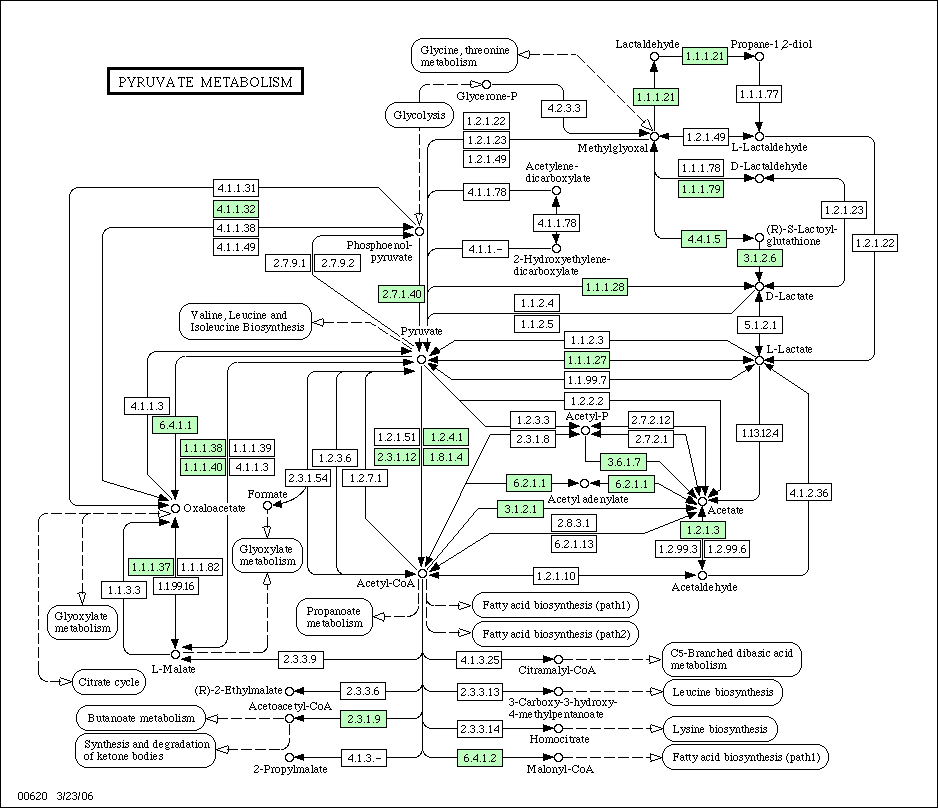 Glycine, threonine
metabolism
Lactaldehyde
Propane-1,2-diol
1.1.1.21
PYRUVATE METABOLISM
Glycerone-P
1.1.1.21
1.1.1.77
4.2.3.3
Glycolysis
1.2.1.22
1.2.1.23
1.2.1.49
1.2.1.49
Methylglyoxal
L-Lactaldehyde
1.1.1.78
D-Lactaldehyde
1.1.1.79
Acetylene-
dicarboxylate
4.1.1.78
4.1.1.78
4.1.1.31
4.1.1.32
4.1.1.38
4.1.1.49
1.2.1.23
1.2.1.22
4.4.1.5
(R)-S-Lactoyl-
glutathione
3.1.2.6
Phosphoenol-
pyruvate
4.1.1.-
2-Hydroxyethylene-
dicarboxylate
2.7.9.1
2.7.9.2
2.7.1.40
1.1.1.28
D-Lactate
1.1.2.4
1.1.2.5
5.1.2.1
Valine, Leucine and
Isoleucine Biosynthesis
Pyruvate
1.1.2.3
L-Lactate
1.1.1.27
1.1.99.7
1.2.2.2
4.1.1.3
6.4.1.1
1.2.3.3
Acetyl-P
2.7.2.12
2.3.1.8
2.7.2.1
1.13.12.4
1.1.1.38
1.1.1.39
1.1.1.40
4.1.1.3
1.2.1.51
1.2.4.1
2.3.1.12
1.8.1.4
1.2.3.6
3.6.1.7
2.3.1.54
1.2.7.1
6.2.1.1
6.2.1.1
Acetyl adenylate
4.1.2.36
Formate
Oxaloacetate
3.1.2.1
Acetate
2.8.3.1
6.2.1.13
1.2.1.3
1.2.99.3
1.2.99.6
Glyoxylate
metabolism
1.1.1.37
1.1.1.82
1.1.99.16
1.1.3.3
Acetyl-CoA
1.2.1.10
Acetaldehyde
Glyoxylate
metabolism
Propanoate
metabolism
Fatty acid biosynthesis (path1)
Fatty acid biosynthesis (path2)
L-Malate
2.3.3.9
4.1.3.25
Citramalyl-CoA
C5-Branched dibasic acid
metabolism
Citrate cycle
(R)-2-Ethylmalate
2.3.3.6
2.3.3.13
3-Carboxy-3-hydroxy-
4-methylpentanoate
Leucine biosynthesis
Acetoacetyl-CoA
Butanoate metabolism
2.3.1.9
2.3.3.14
Homocitrate
Lysine biosynthesis
Synthesis and degradation
of ketone bodies
2-Propylmalate
4.1.3.-
6.4.1.2
Malonyl-CoA
Fatty acid biosynthesis (path1)
00620 3/23/06